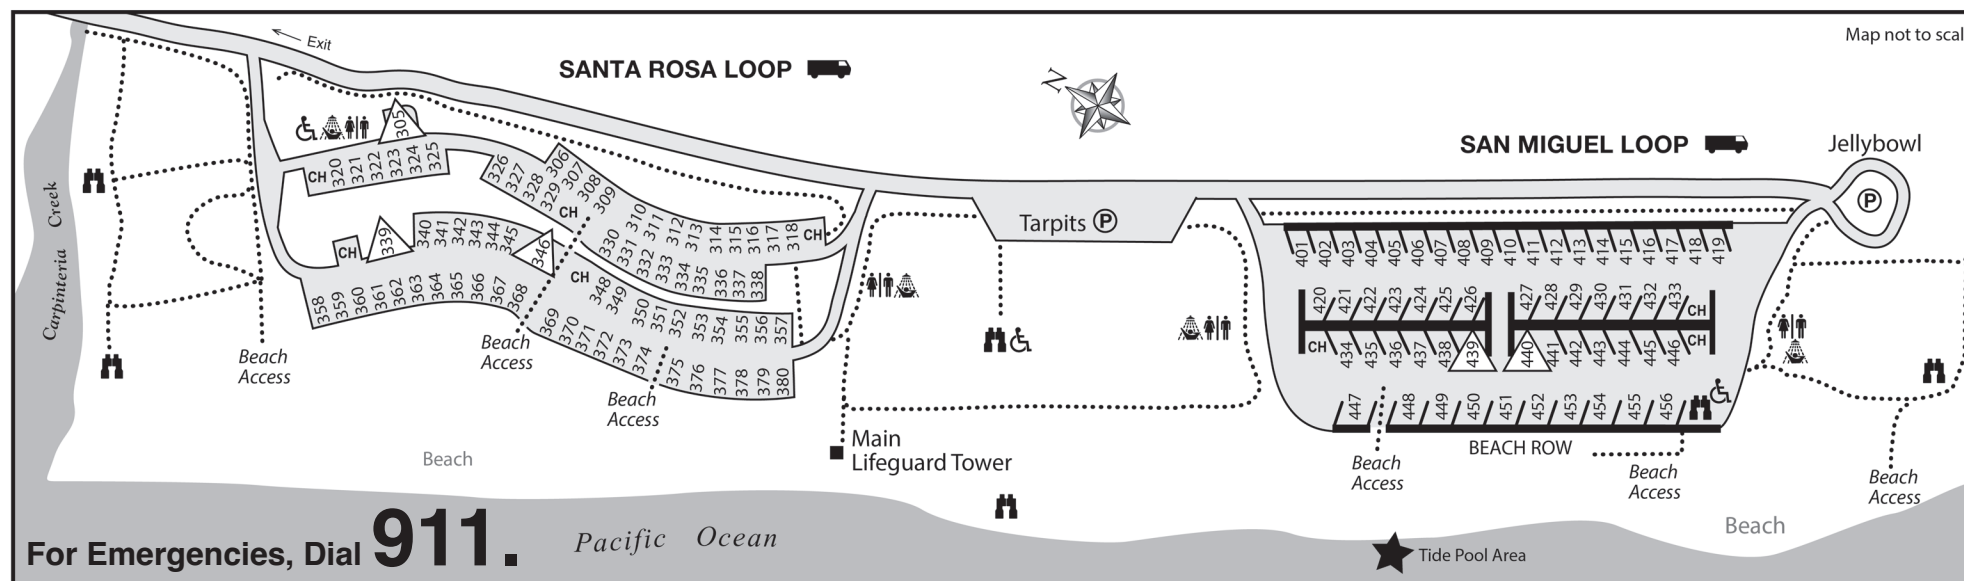 Exit
Map not to scal
SANTA ROSA LOOP
N
SAN MIGUEL LOOP
Jellybowl
P
305
CH 320 321 322 323 324 325
326 327 328 329 CH
306 307 308 309 310 311 312 313 314 315 316 317 318 CH
330 331 332 333 334 335 336 337 338
CH 339 340 341 342 343 344 345 346
CH 348 349 350 351 352 353 354 355 356 357
358 359 360 361 362 363 364 365 366 367 368
369 370 371 372 373 374 375 376 377 378 379 380
Tarpits P
401 402 403 404 405 406 407 408 409 410 411 412 413 414 415 416 417 418 419
420 421 422 423 424 425 426 427 428 429 430 431 432 433 CH
CH 434 435 436 437 438 439 440 441 442 443 444 445 446 CH
447 448 449 450 451 452 453 454 455 456
BEACH ROW
Carpinteria Creek
Beach
Access
Beach
Access
Beach
Access
Main
Lifeguard Tower
Beach
Access
Beach
Access
Beach
Access
Beach
Beach
For Emergencies, Dial 911.
Pacific Ocean
Tide Pool Area